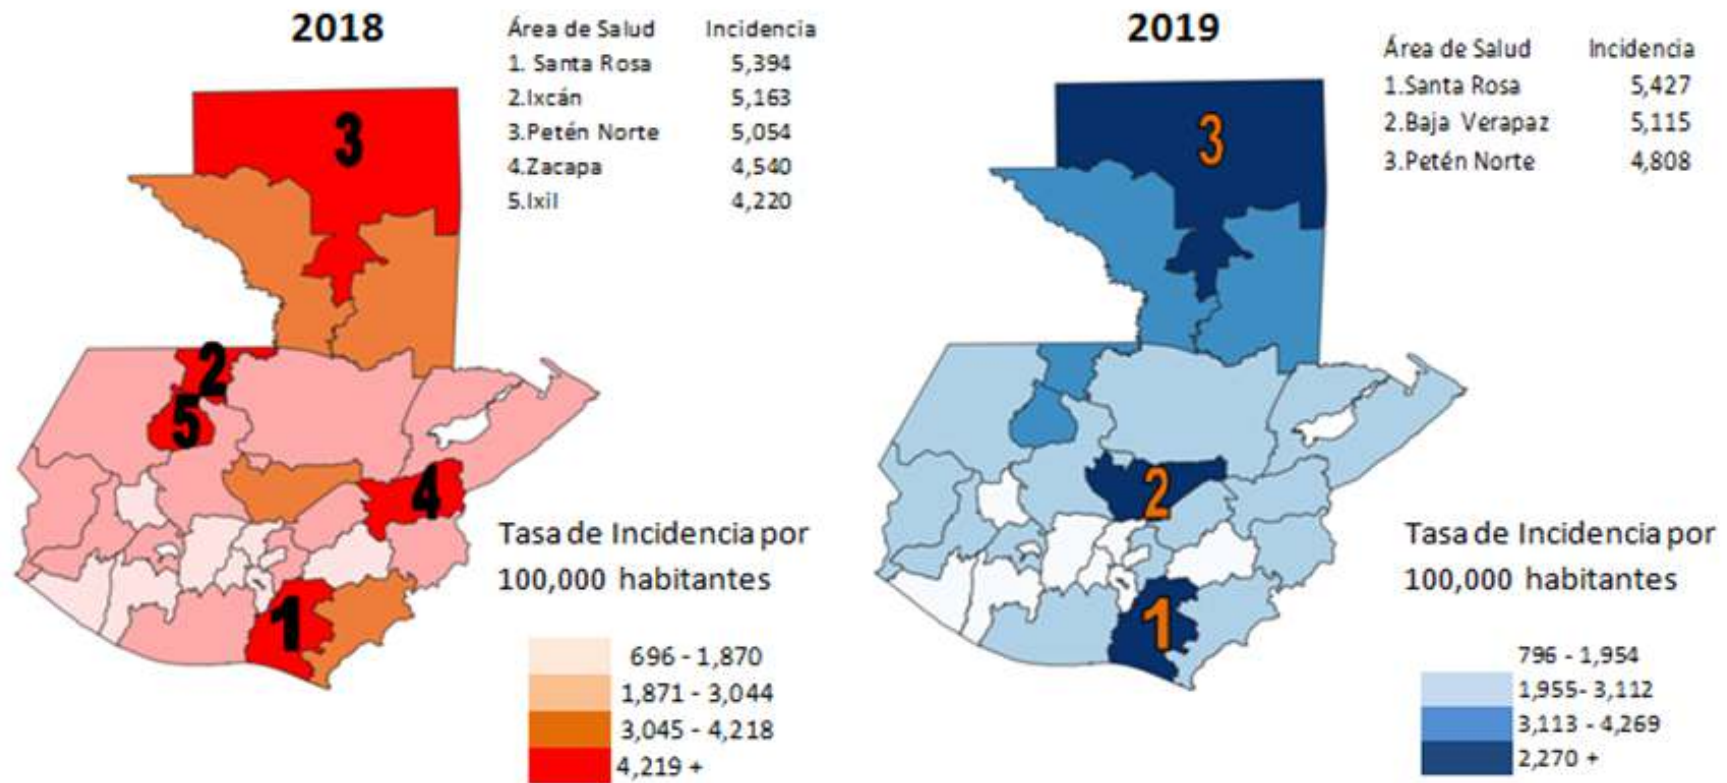 2018
Área de Salud Incidencia
1. Santa Rosa 5,394
2.Ixcán 5,163
3.Petén Norte 5,054
4.Zacapa 4,540
5.Ixil 4,220
3
2
5
4
1
Tasa de Incidencia por
100,000 habitantes
696 - 1,870
1,871 - 3,044
3,045 - 4,218
4,219 +
2019
Área de Salud Incidencia
1.Santa Rosa 5,427
2.Baja Verapaz 5,115
3.Petén Norte 4,808
3
2
1
Tasa de Incidencia por
100,000 habitantes
796 - 1,954
1,955- 3,112
3,113 - 4,269
2,270 +